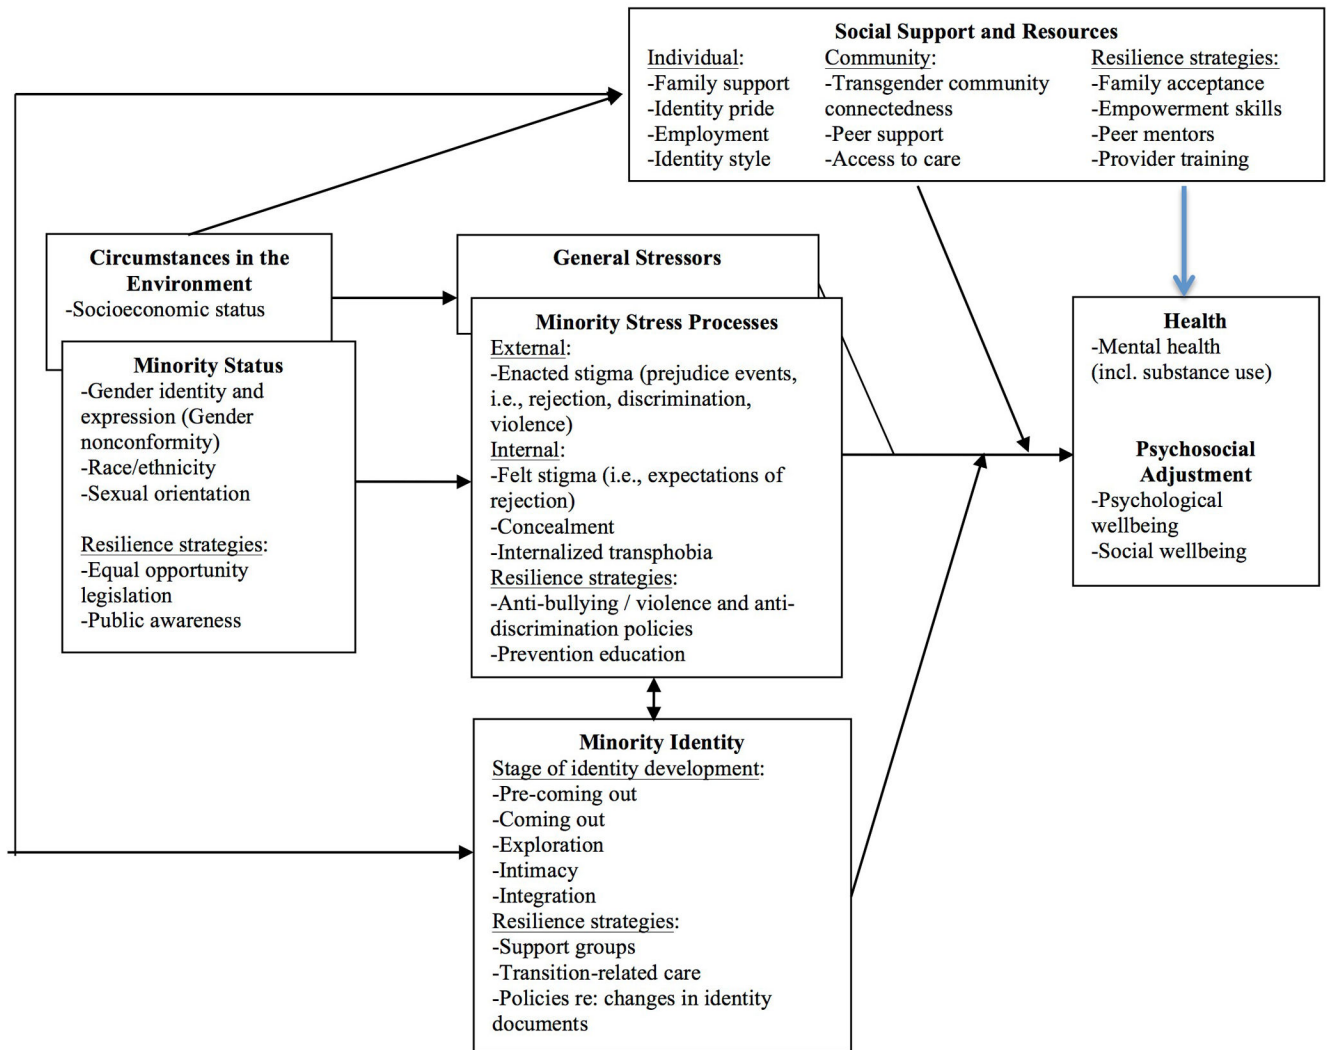 Social Support and Resources
Individual:
-Family support
-Identity pride
-Employment
-Identity style
Community:
-Transgender community
connectedness
-Peer support
-Access to care
Resilience strategies:
-Family acceptance
-Empowerment skills
-Peer mentors
-Provider training
Circumstances in the
Environment
-Socioeconomic status
Minority Status
-Gender identity and
expression (Gender
nonconformity)
-Race/ethnicity
-Sexual orientation
Resilience strategies:
-Equal opportunity
legislation
-Public awareness
General Stressors
Minority Stress Processes
External:
-Enacted stigma (prejudice events,
i.e., rejection, discrimination,
violence)
Internal:
-Felt stigma (i.e., expectations of
rejection)
-Concealment
-Internalized transphobia
Resilience strategies:
-Anti-bullying / violence and anti-
discrimination policies
-Prevention education
Minority Identity
Stage of identity development:
-Pre-coming out
-Coming out
-Exploration
-Intimacy
-Integration
Resilience strategies:
-Support groups
-Transition-related care
-Policies re: changes in identity
documents
Health
-Mental health
(incl. substance use)
Psychosocial
Adjustment
-Psychological
wellbeing
-Social wellbeing